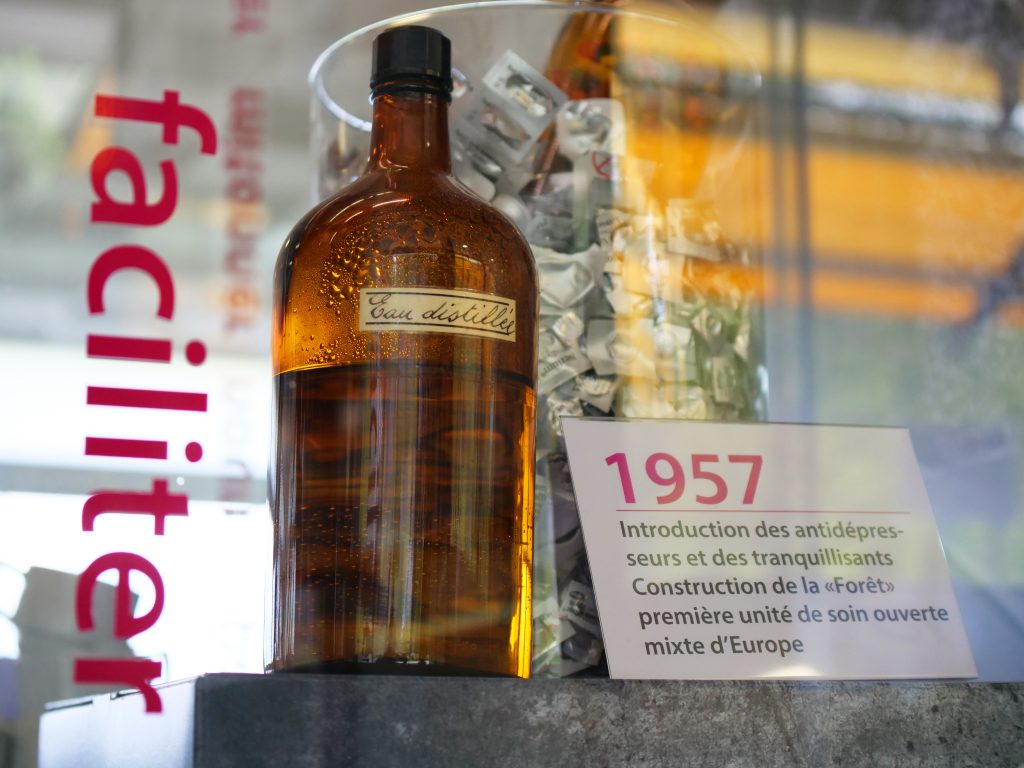 faciliter
Eau distillée
1957
Introduction des antidépres-
seurs et des tranquillisants
Construction de la «Forêt»
première unité de soin ouverte
mixte d'Europe